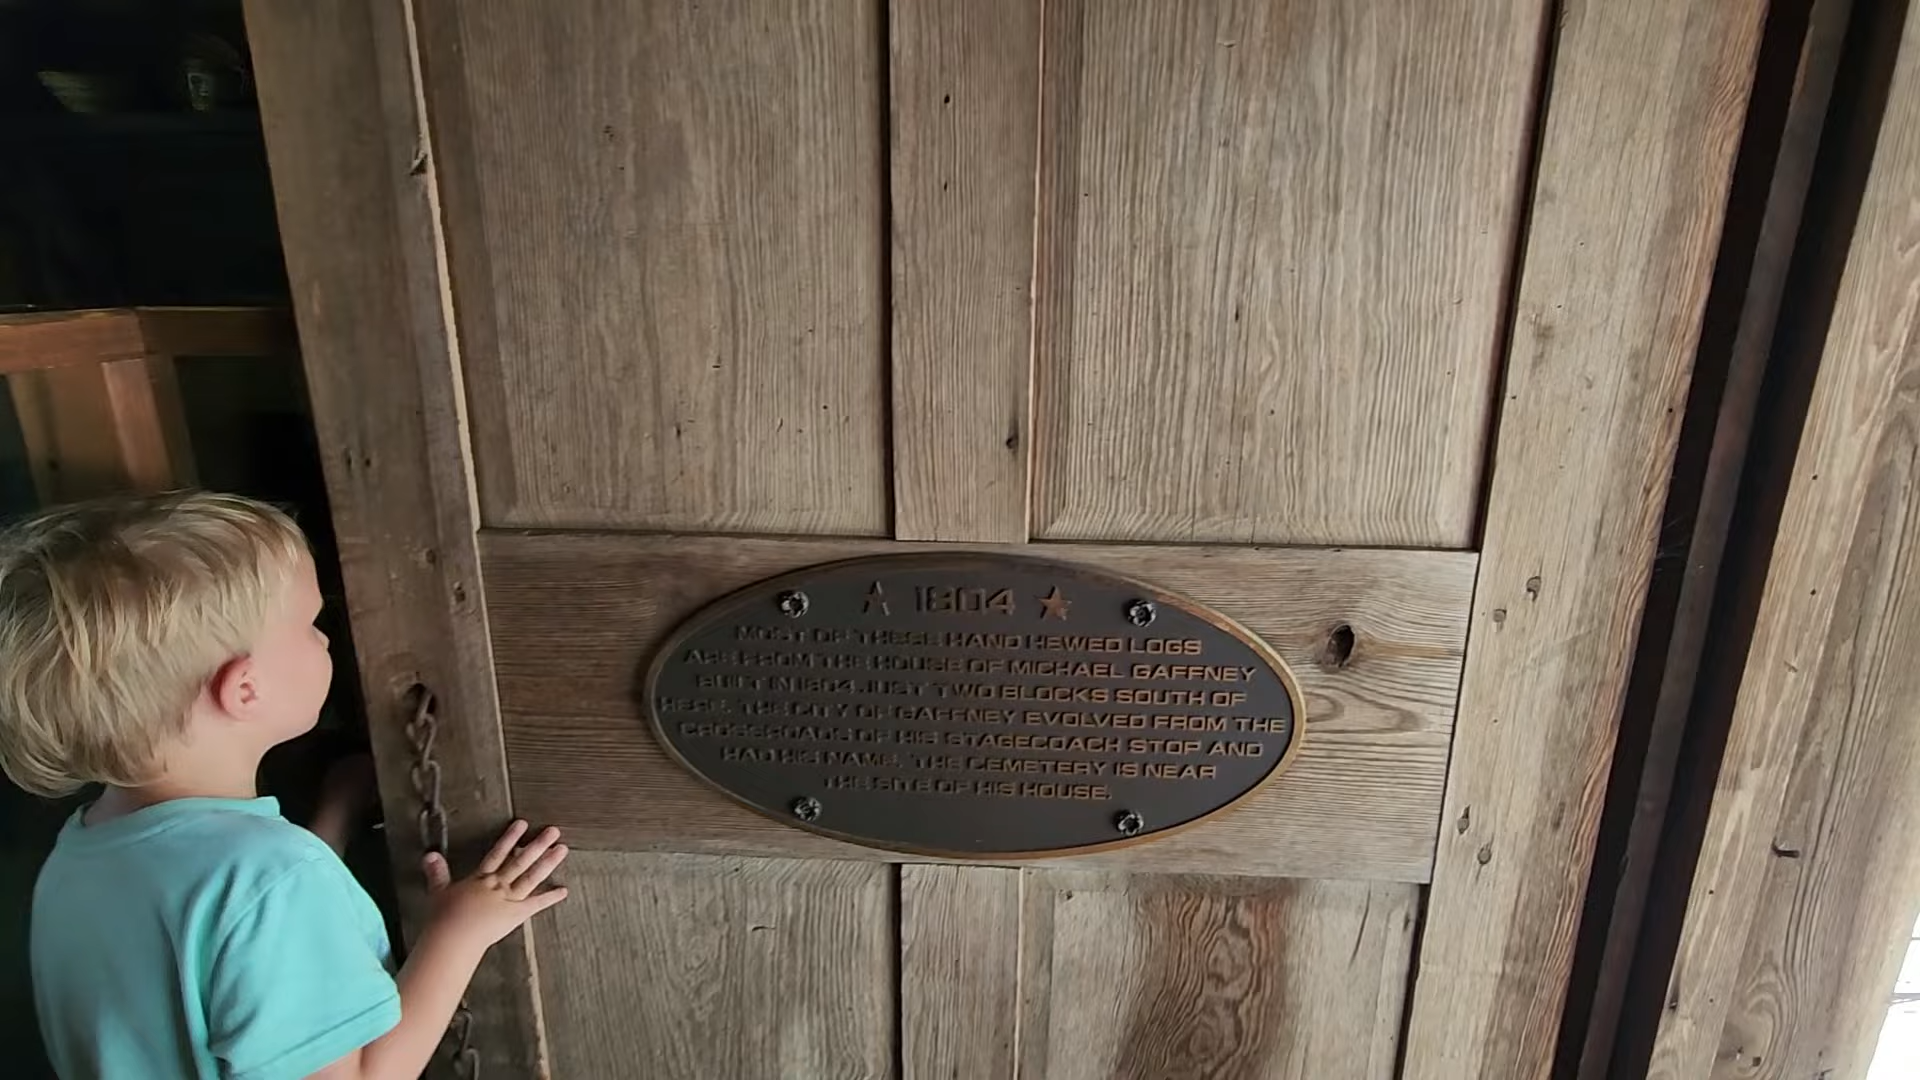 1804
MOST OF THESE HAND HEWED LOGS
ARE FROM THE HOUSE OF MICHAEL GAFFNEY
BUILT IN 1804 JUST TWO BLOCKS SOUTH OF
HERE. THE CITY OF GAFFNEY EVOLVED FROM THE
CROSSROADS OF HIS STAGECOACH STOP AND
HAD HIS NAME. THE CEMETERY IS NEAR
THE SITE OF HIS HOUSE.